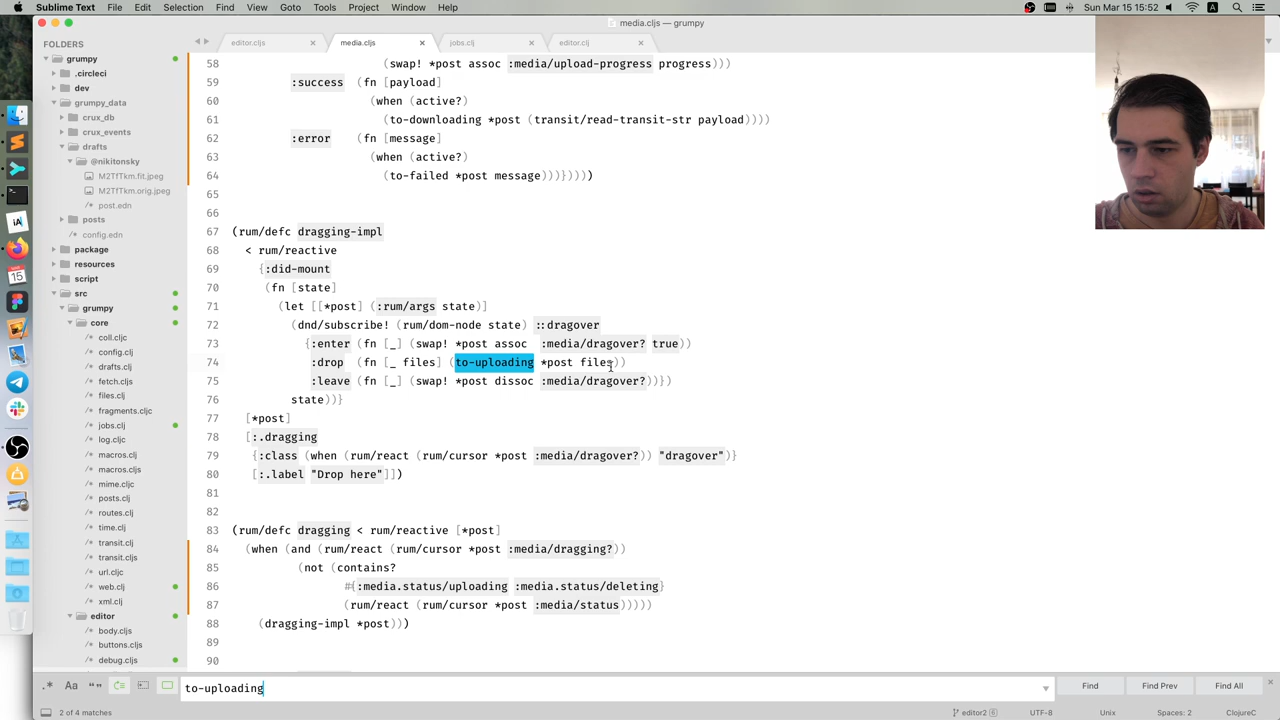 Sublime Text File Edit Selection Find View Goto Tools Project Window Help
Sun Mar 15 15:52
media.cljs — grumpy
FOLDERS
grumpy
.circleci
dev
grumpy_data
crux_db
crux_events
drafts
@nikitonsky
M2TfTkm.fit.jpeg
M2TfTkm.orig.jpeg
post.edn
posts
config.edn
package
resources
script
src
grumpy
core
coll.cljc
config.clj
drafts.clj
fetch.cljs
files.clj
fragments.cljc
jobs.clj
log.cljc
macros.clj
macros.cljs
mime.cljc
posts.clj
routes.clj
time.clj
transit.clj
transit.cljs
url.cljc
web.clj
xml.clj
editor
body.cljs
buttons.cljs
debug.cljs
editor.cljs media.cljs jobs.clj editor.clj
58 (swap! *post assoc :media/upload-progress progress)))
59 :success (fn [payload]
60 (when (active?)
61 (to-downloading *post (transit/read-transit-str payload))))
62 :error (fn [message]
63 (when (active?)
64 (to-failed *post message)))}))))
65
66
67 (rum/defc dragging-impl
68 < rum/reactive
69 {:did-mount
70 (fn [state]
71 (let [[*post] (:rum/args state)]
72 (dnd/subscribe! (rum/dom-node state) ::dragover
73 {:enter (fn [_] (swap! *post assoc :media/dragover? true))
74 :drop (fn [_ files] (to-uploading *post files))
75 :leave (fn [_] (swap! *post dissoc :media/dragover?))})
76 state))}
77 [*post]
78 [:.dragging
79 {:class (when (rum/react (rum/cursor *post :media/dragover?)) "dragover")}
80 [:.label "Drop here"]])
81
82
83 (rum/defc dragging < rum/reactive [*post]
84 (when (and (rum/react (rum/cursor *post :media/dragging?))
85 (not (contains?
86 #{:media.status/uploading :media.status/deleting}
87 (rum/react (rum/cursor *post :media/status)))))
88 (dragging-impl *post)))
89
90
.* Aa “” to-uploading Find Find Prev Find All
2 of 4 matches editor2 6 UTF-8 Unix Spaces: 2 ClojureC